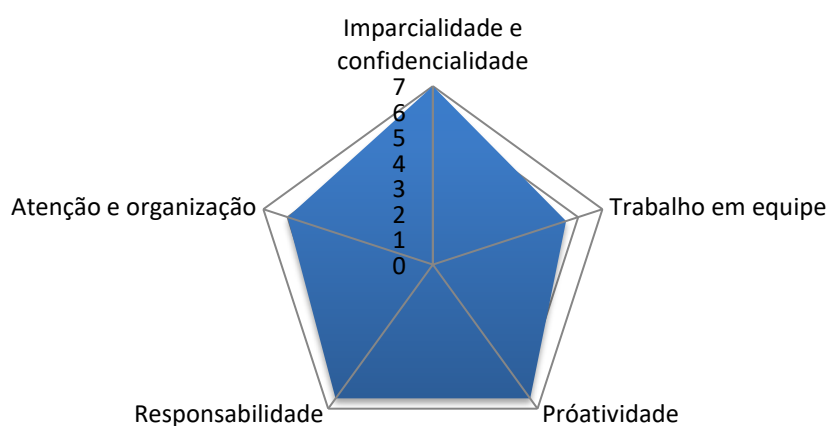 Imparcialidade e
confidencialidade
7
6
5
4
3
2
1
0
Atenção e organização
Trabalho em equipe
Responsabilidade
Próatividade